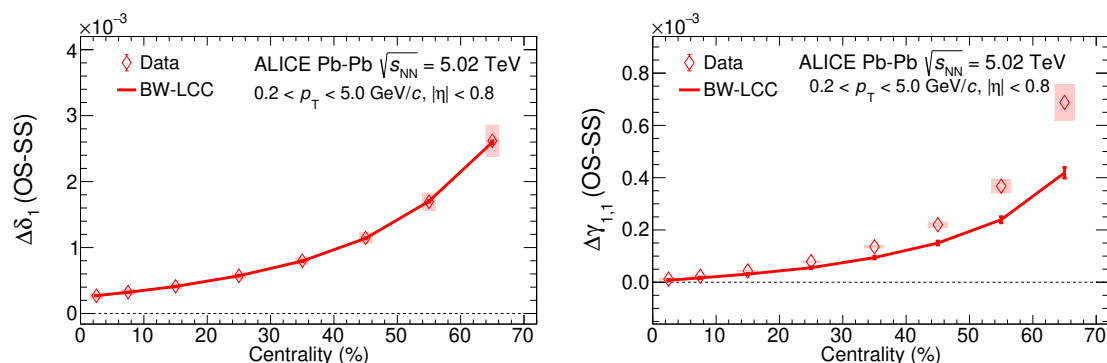 ×10⁻³
4
3
2
1
0
Δδ₁ (OS-SS)
Data
BW-LCC
ALICE Pb-Pb √s_NN = 5.02 TeV
0.2 < p_T < 5.0 GeV/c, |η| < 0.8
0 10 20 30 40 50 60 70
Centrality (%)
×10⁻³
0.8
0.6
0.4
0.2
0.0
Δγ₁,₁ (OS-SS)
Data
BW-LCC
ALICE Pb-Pb √s_NN = 5.02 TeV
0.2 < p_T < 5.0 GeV/c, |η| < 0.8
0 10 20 30 40 50 60 70
Centrality (%)